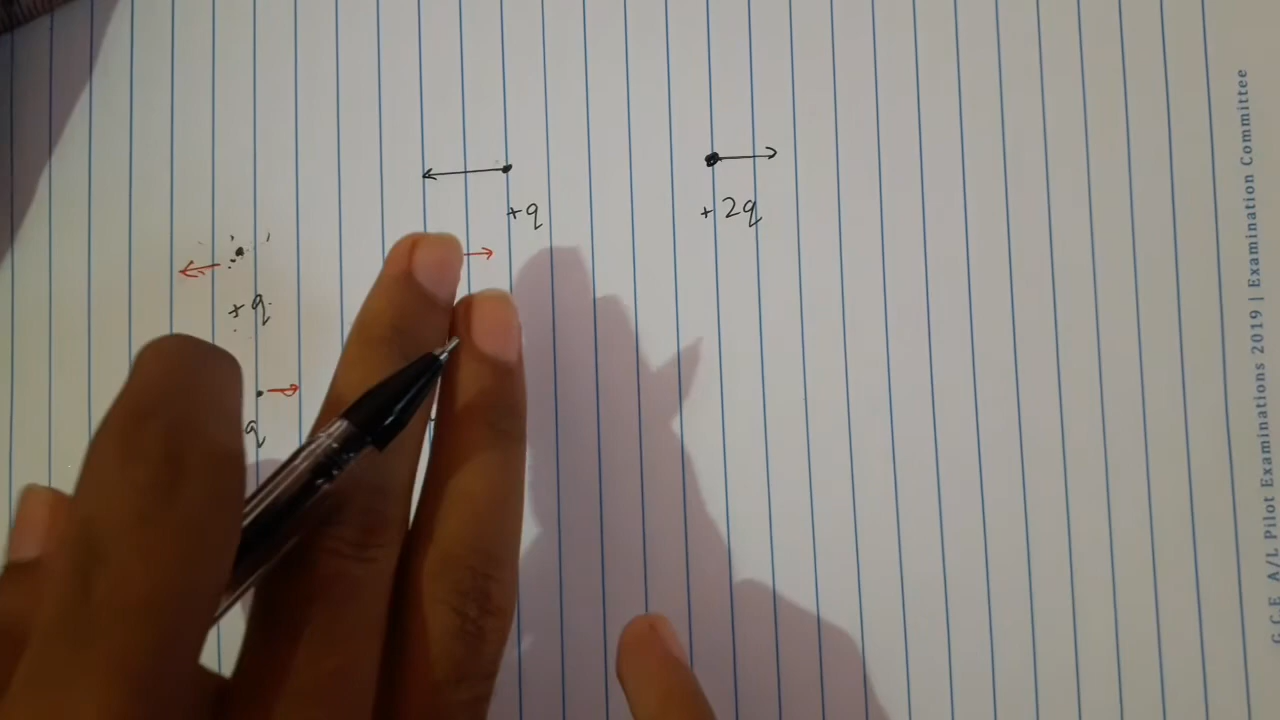 +q
+2q
+q
q
G.C.E. A/L Pilot Examinations 2019 | Examination Committee